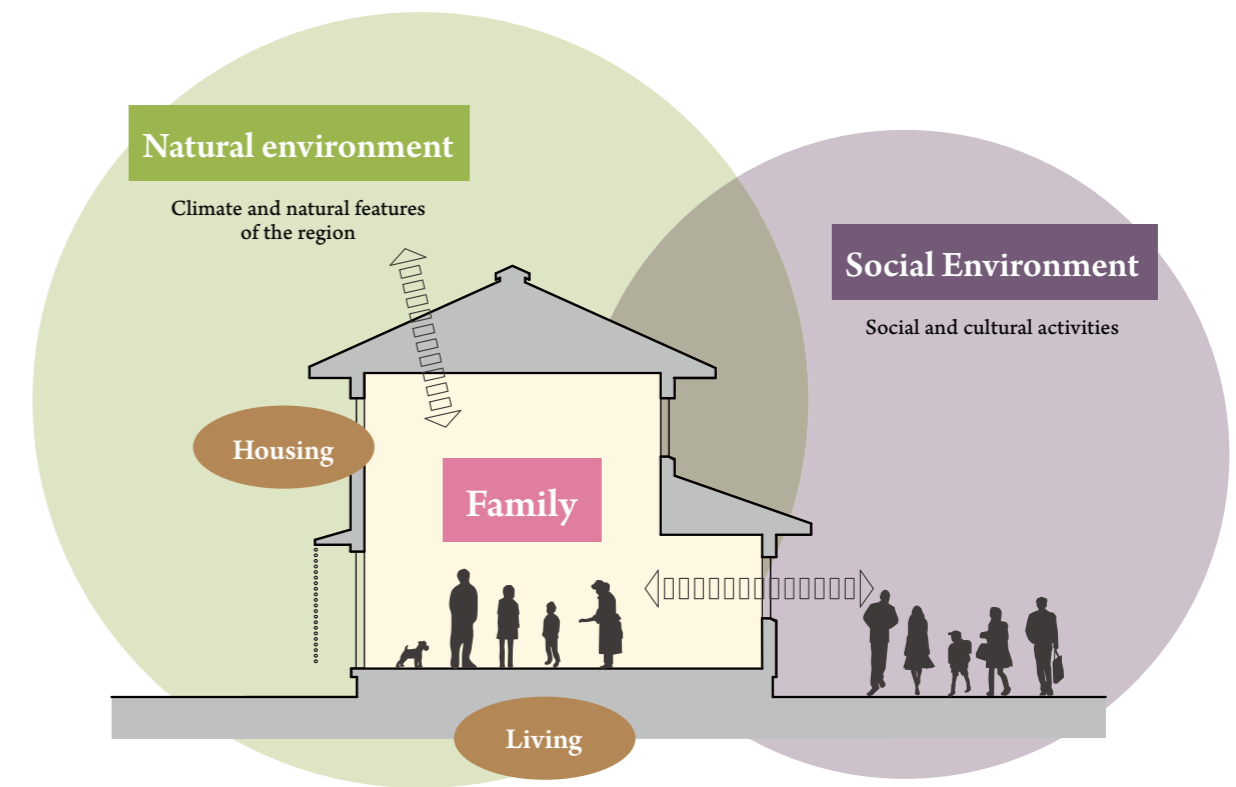 Natural environment
Climate and natural features
of the region
Social Environment
Social and cultural activities
Housing
Family
Living